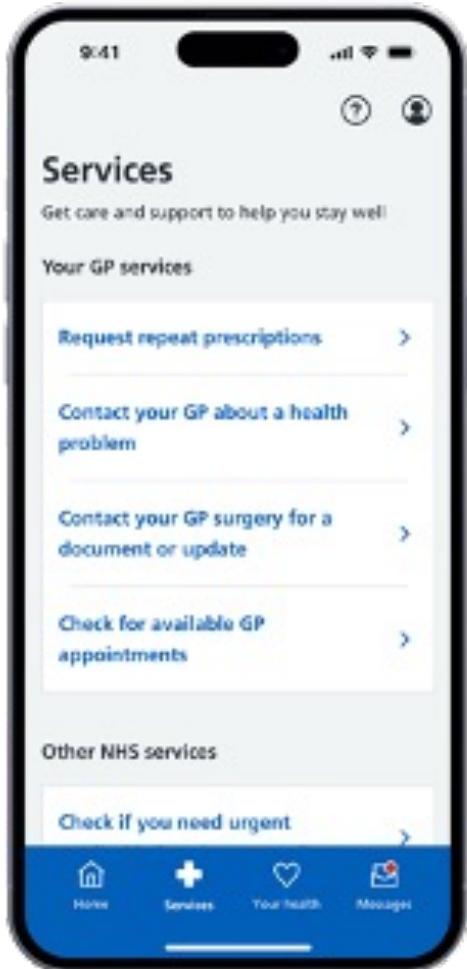 9:41
Services
Get care and support to help you stay well
Your GP services
Request repeat prescriptions
Contact your GP about a health
problem
Contact your GP surgery for a
document or update
Check for available GP
appointments
Other NHS services
Check if you need urgent
Home Services Your health Messages